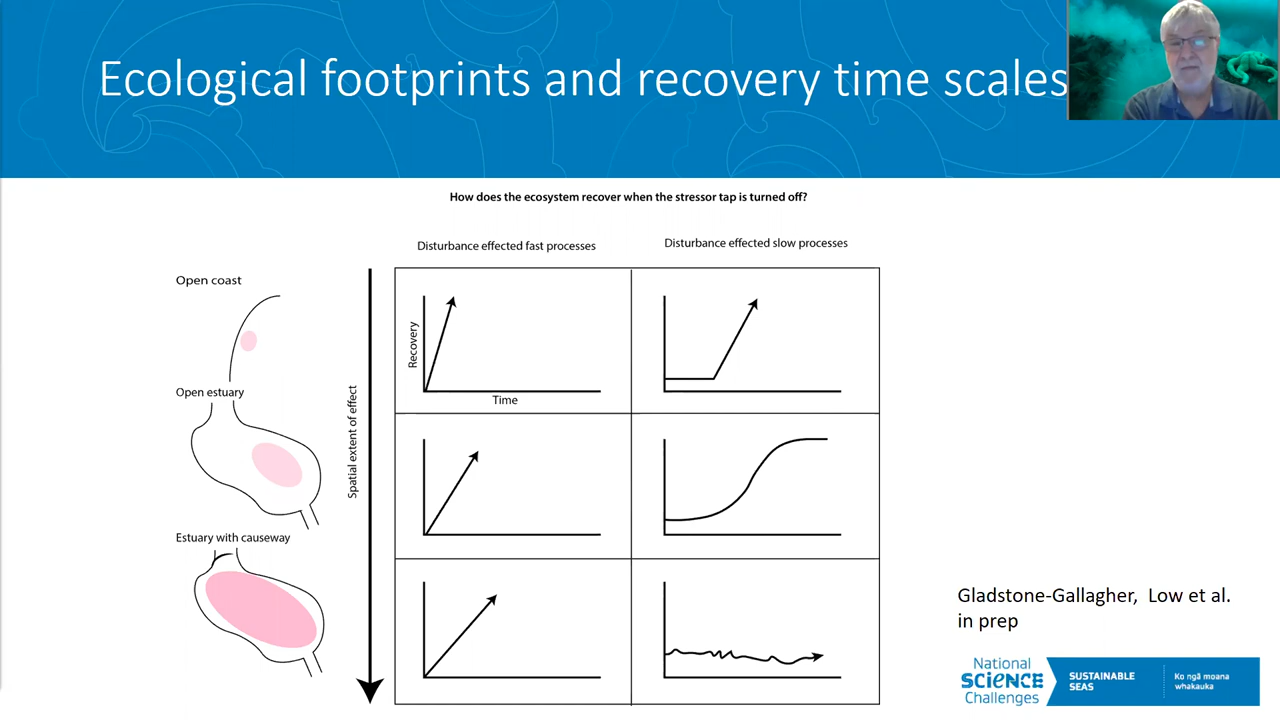 Ecological footprints and recovery time scales
How does the ecosystem recover when the stressor tap is turned off?
Disturbance effected fast processes
Disturbance effected slow processes
Open coast
Open estuary
Estuary with causeway
Spatial extent of effect
Recovery
Time
Gladstone-Gallagher, Low et al.
in prep
National
SCIENCE
Challenges
SUSTAINABLE
SEAS
Ko ngā moana
whakauka